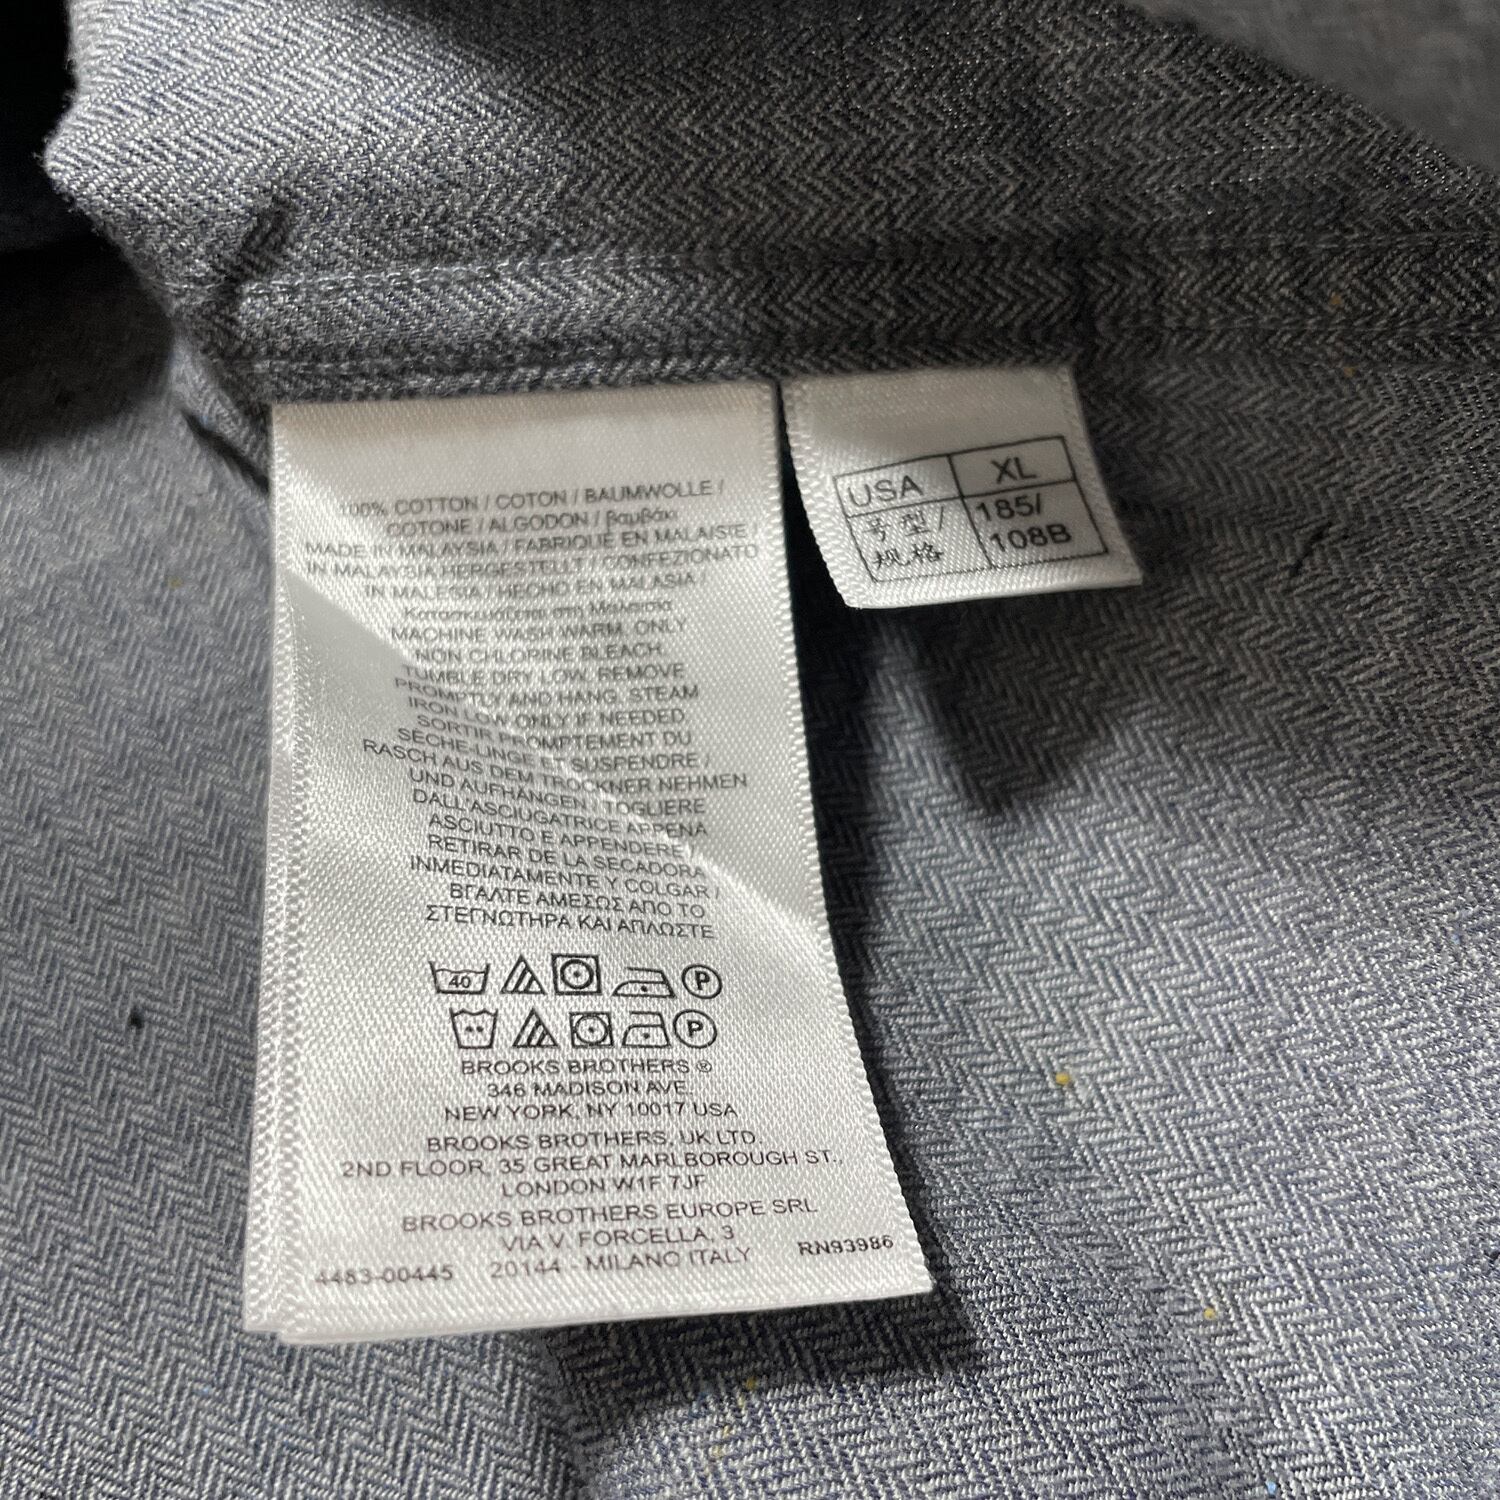 100% COTTON / COTON / BAUMWOLLE /
COTONE / ALGODON / βαμβάκι
MADE IN MALAYSIA / FABRIQUÉ EN MALAISIE /
IN MALAYSIA HERGESTELLT / CONFEZIONATO
IN MALESIA / HECHO EN MALASIA /
Κατασκευάζεται στη Μαλαισία
MACHINE WASH WARM. ONLY
NON CHLORINE BLEACH.
TUMBLE DRY LOW. REMOVE
PROMPTLY AND HANG. STEAM
IRON LOW ONLY IF NEEDED.
SORTIR PROMPTEMENT DU
SÈCHE-LINGE ET SUSPENDRE /
RASCH AUS DEM TROCKNER NEHMEN
UND AUFHÄNGEN / TOGLIERE
DALL'ASCIUGATRICE APPENA
ASCIUTTO E APPENDERE /
RETIRAR DE LA SECADORA
INMEDIATAMENTE Y COLGAR /
ΒΓΑΛΤΕ ΑΜΕΣΩΣ ΑΠΟ ΤΟ
ΣΤΕΓΝΩΤΗΡΑ ΚΑΙ ΑΠΛΩΣΤΕ
40 P
P
BROOKS BROTHERS ®
346 MADISON AVE.
NEW YORK, NY 10017 USA
BROOKS BROTHERS, UK LTD.
2ND FLOOR, 35 GREAT MARLBOROUGH ST.,
LONDON W1F 7JF
BROOKS BROTHERS EUROPE SRL
VIA V. FORCELLA, 3
20144 - MILANO ITALY
4483-00445
RN93986
USA XL
号型/ 185/
规格 108B